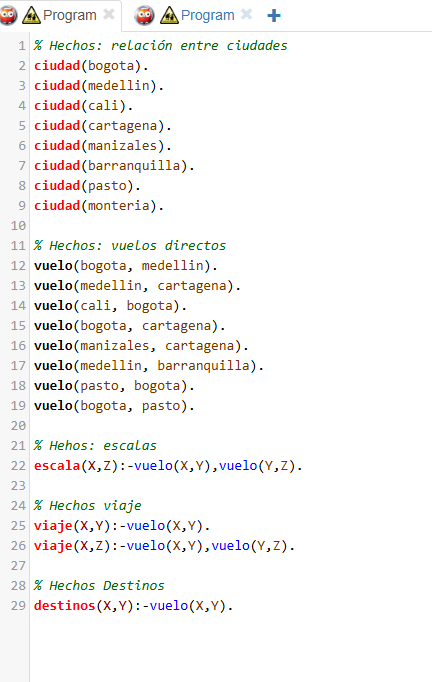 Program × Program × +
1 % Hechos: relación entre ciudades
2 ciudad(bogota).
3 ciudad(medellin).
4 ciudad(cali).
5 ciudad(cartagena).
6 ciudad(manizales).
7 ciudad(barranquilla).
8 ciudad(pasto).
9 ciudad(monteria).
10
11 % Hechos: vuelos directos
12 vuelo(bogota, medellin).
13 vuelo(medellin, cartagena).
14 vuelo(cali, bogota).
15 vuelo(bogota, cartagena).
16 vuelo(manizales, cartagena).
17 vuelo(medellin, barranquilla).
18 vuelo(pasto, bogota).
19 vuelo(bogota, pasto).
20
21 % Hehos: escalas
22 escala(X,Z):-vuelo(X,Y),vuelo(Y,Z).
23
24 % Hechos viaje
25 viaje(X,Y):-vuelo(X,Y).
26 viaje(X,Z):-vuelo(X,Y),vuelo(Y,Z).
27
28 % Hechos Destinos
29 destinos(X,Y):-vuelo(X,Y).